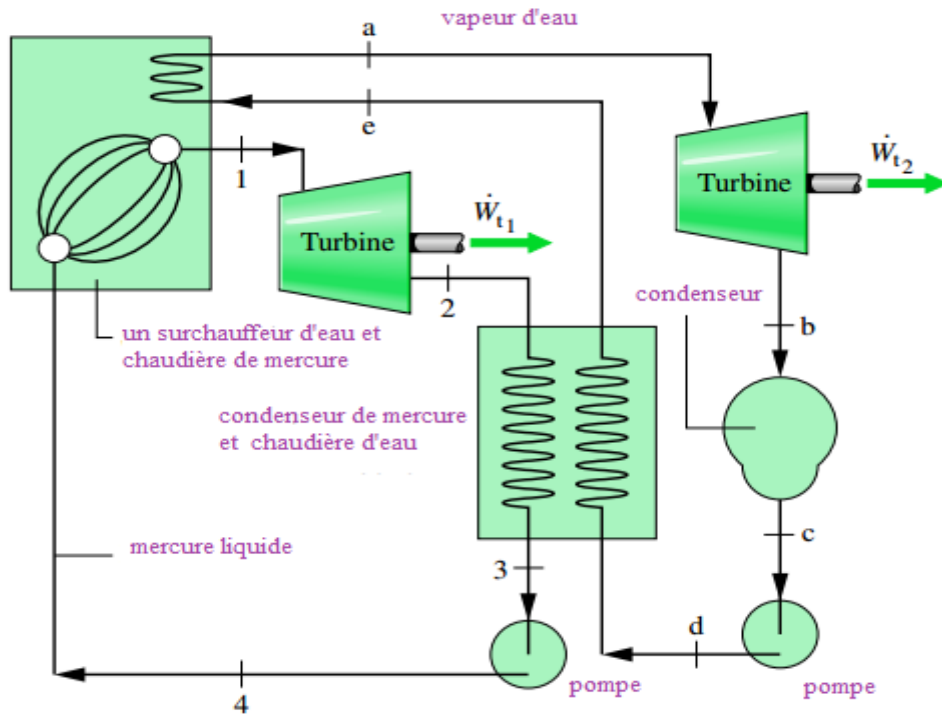 vapeur d'eau
a
e
1
Turbine
Ẇt1
2
Turbine
Ẇt2
condenseur
b
un surchauffeur d'eau et
chaudière de mercure
condenseur de mercure
et chaudière d'eau
mercure liquide
3
c
d
4
pompe
pompe